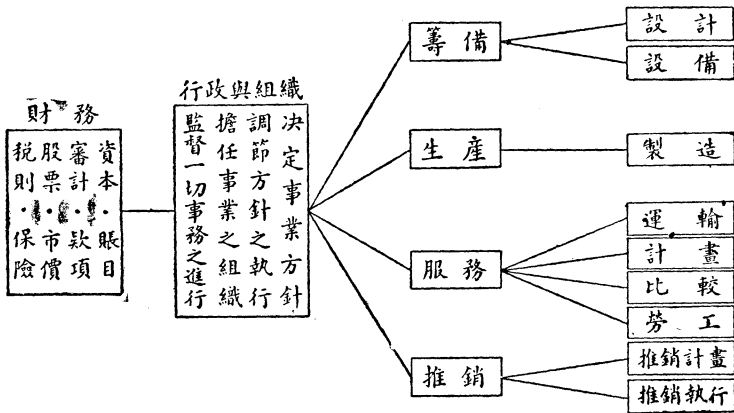 財務
資本・賬目
審計・欵項
股票・市價
稅則・保險
行政與組織
決定事業方針
調節方針之執行
擔任事業之組織
監督一切事務之進行
籌備
設計
設備
生產
製造
服務
運輸
計畫
比較
勞工
推銷
推銷計畫
推銷執行